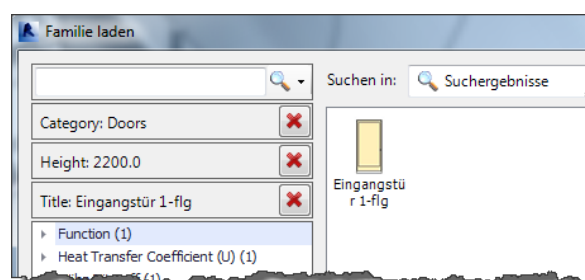 Familie laden
Suchen in:
Suchergebnisse
Category: Doors
Height: 2200.0
Title: Eingangstür 1-flg
Function (1)
Heat Transfer Coefficient (U) (1)
Eingangstü
r 1-flg